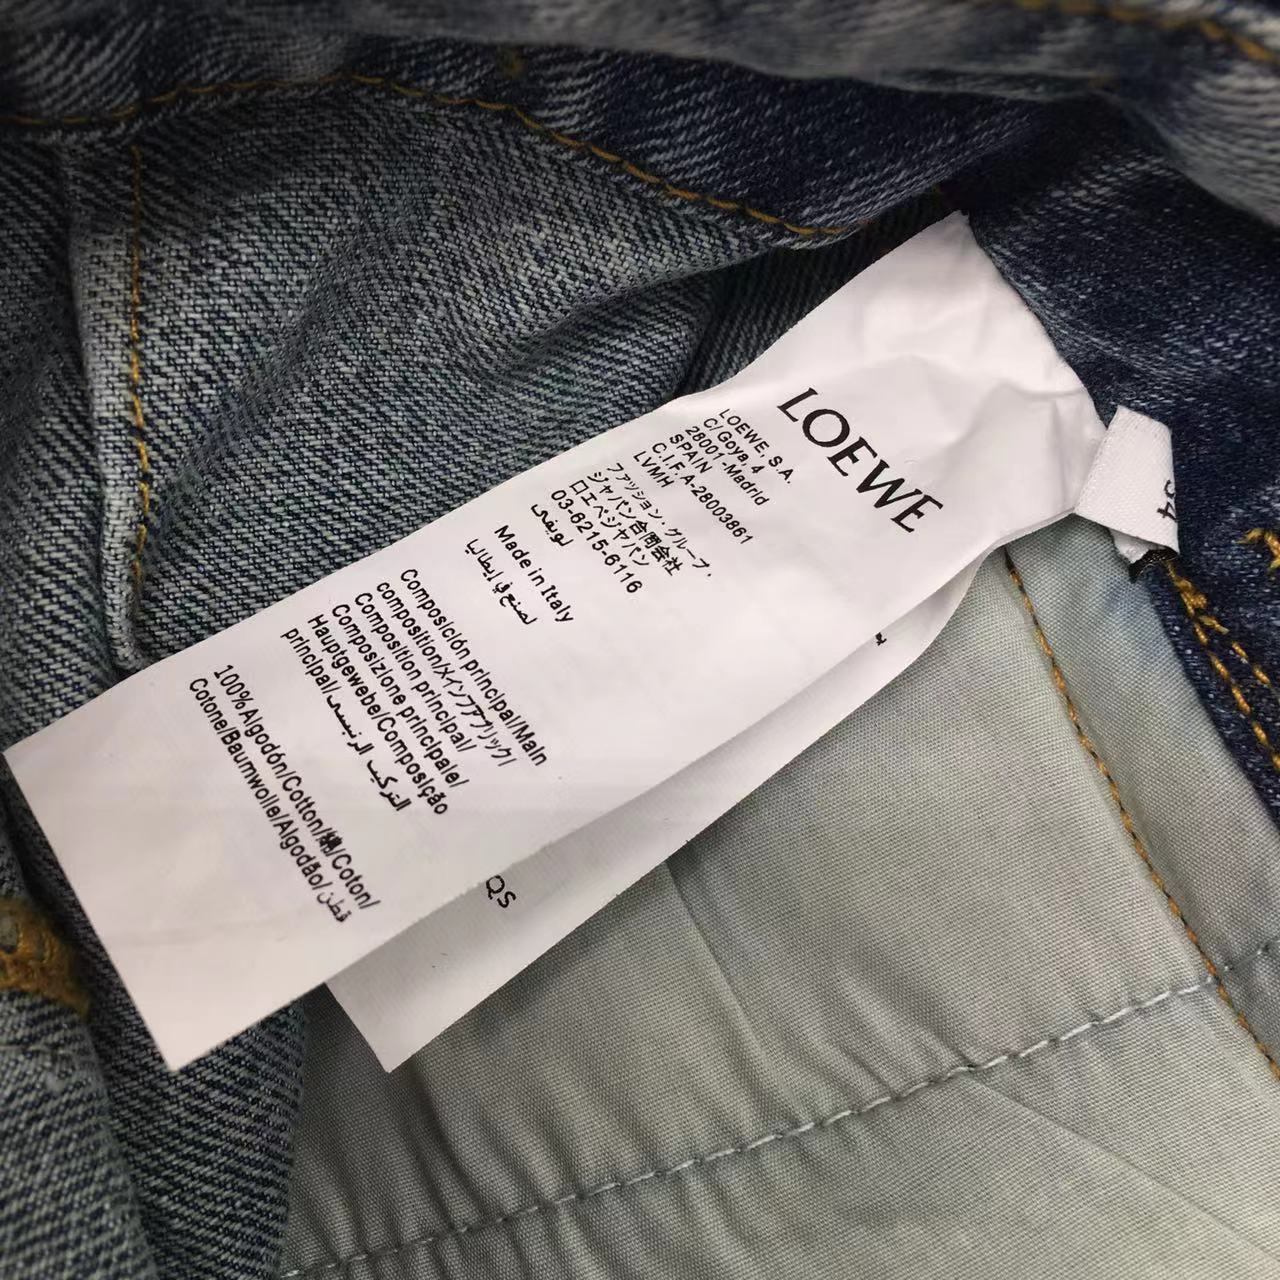 LOEWE
LOEWE, S.A.
C/Goya,4
28001-Madrid
SPAIN
C.I.F.A-28003861
LVMH
ファッション・グループ・
ジャパン合同会社
ロエベジャパン
03-6215-6116
لويفي
Made in Italy
لصنع في إيطاليا
Composición principal/Main
composition/メインファブリック/
Composition principal/
Composizione principale/
Hauptgewebe/Composição
principal/التركيب الرئيسي
100%Algodón/Cotton/綿/Coton/
Cotone/Baumwolle/Algodão/قطن
QS
34